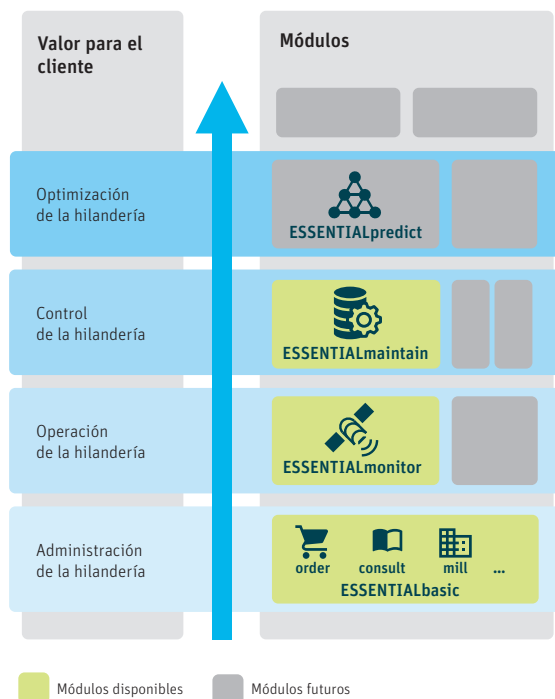 Valor para el
cliente
Módulos
Optimización
de la hilandería
ESSENTIALpredict
Control
de la hilandería
ESSENTIALmaintain
Operación
de la hilandería
ESSENTIALmonitor
Administración
de la hilandería
order consult mill ...
ESSENTIALbasic
Módulos disponibles Módulos futuros